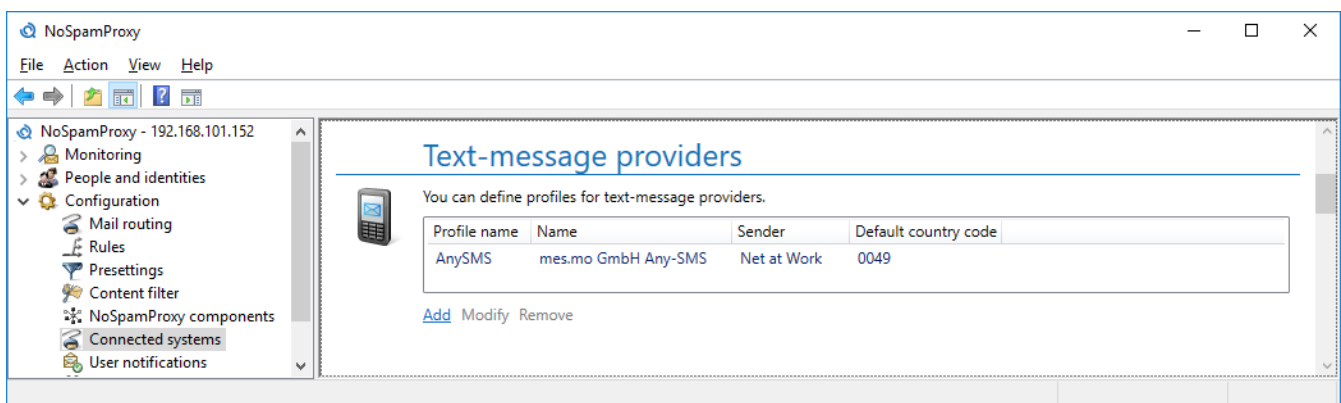 NoSpamProxy
File Action View Help
NoSpamProxy - 192.168.101.152
Monitoring
People and identities
Configuration
Mail routing
Rules
Presettings
Content filter
NoSpamProxy components
Connected systems
User notifications
Text-message providers
You can define profiles for text-message providers.
Profile name Name Sender Default country code
AnySMS mes.mo GmbH Any-SMS Net at Work 0049
Add Modify Remove